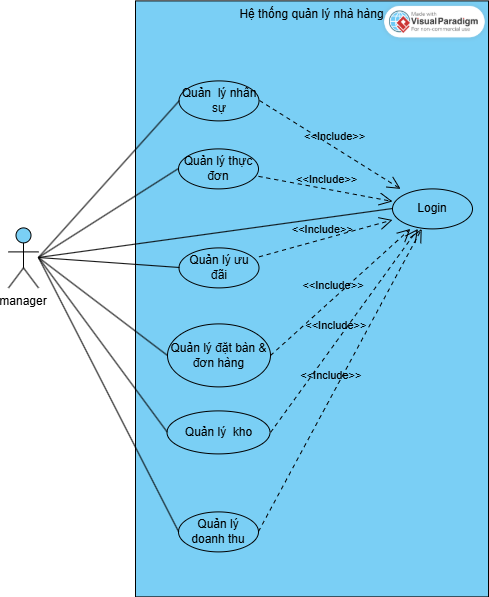 Hệ thống quản lý nhà hàng
Made with
Visual Paradigm
For non-commercial use
Quản lý nhân
sự
<<Include>>
Quản lý thực
đơn
<<Include>>
Login
<<Include>>
Quản lý ưu
đãi
manager
<<Include>>
<<Include>>
Quản lý đặt bàn &
đơn hàng
<<Include>>
Quản lý kho
Quản lý
doanh thu